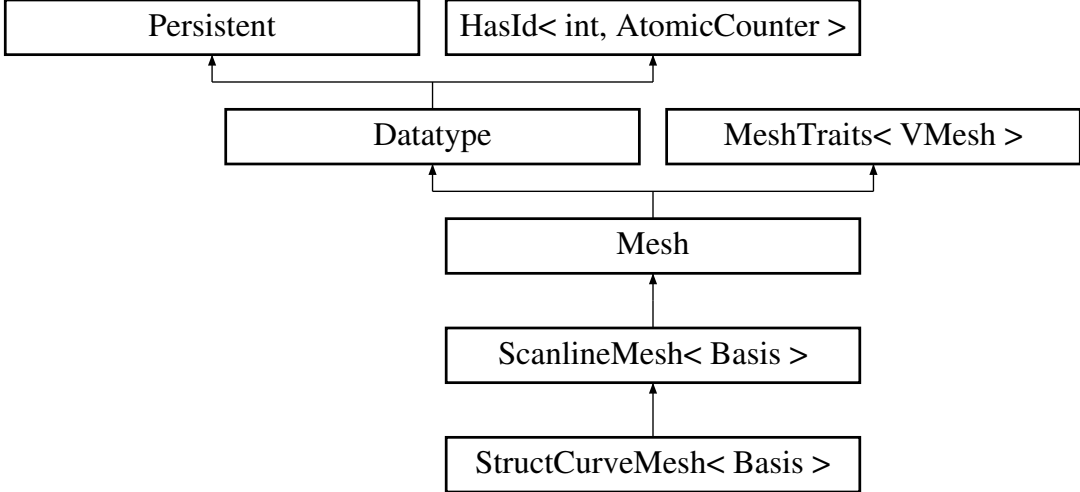 Persistent
HasId< int, AtomicCounter >
Datatype
MeshTraits< VMesh >
Mesh
ScanlineMesh< Basis >
StructCurveMesh< Basis >